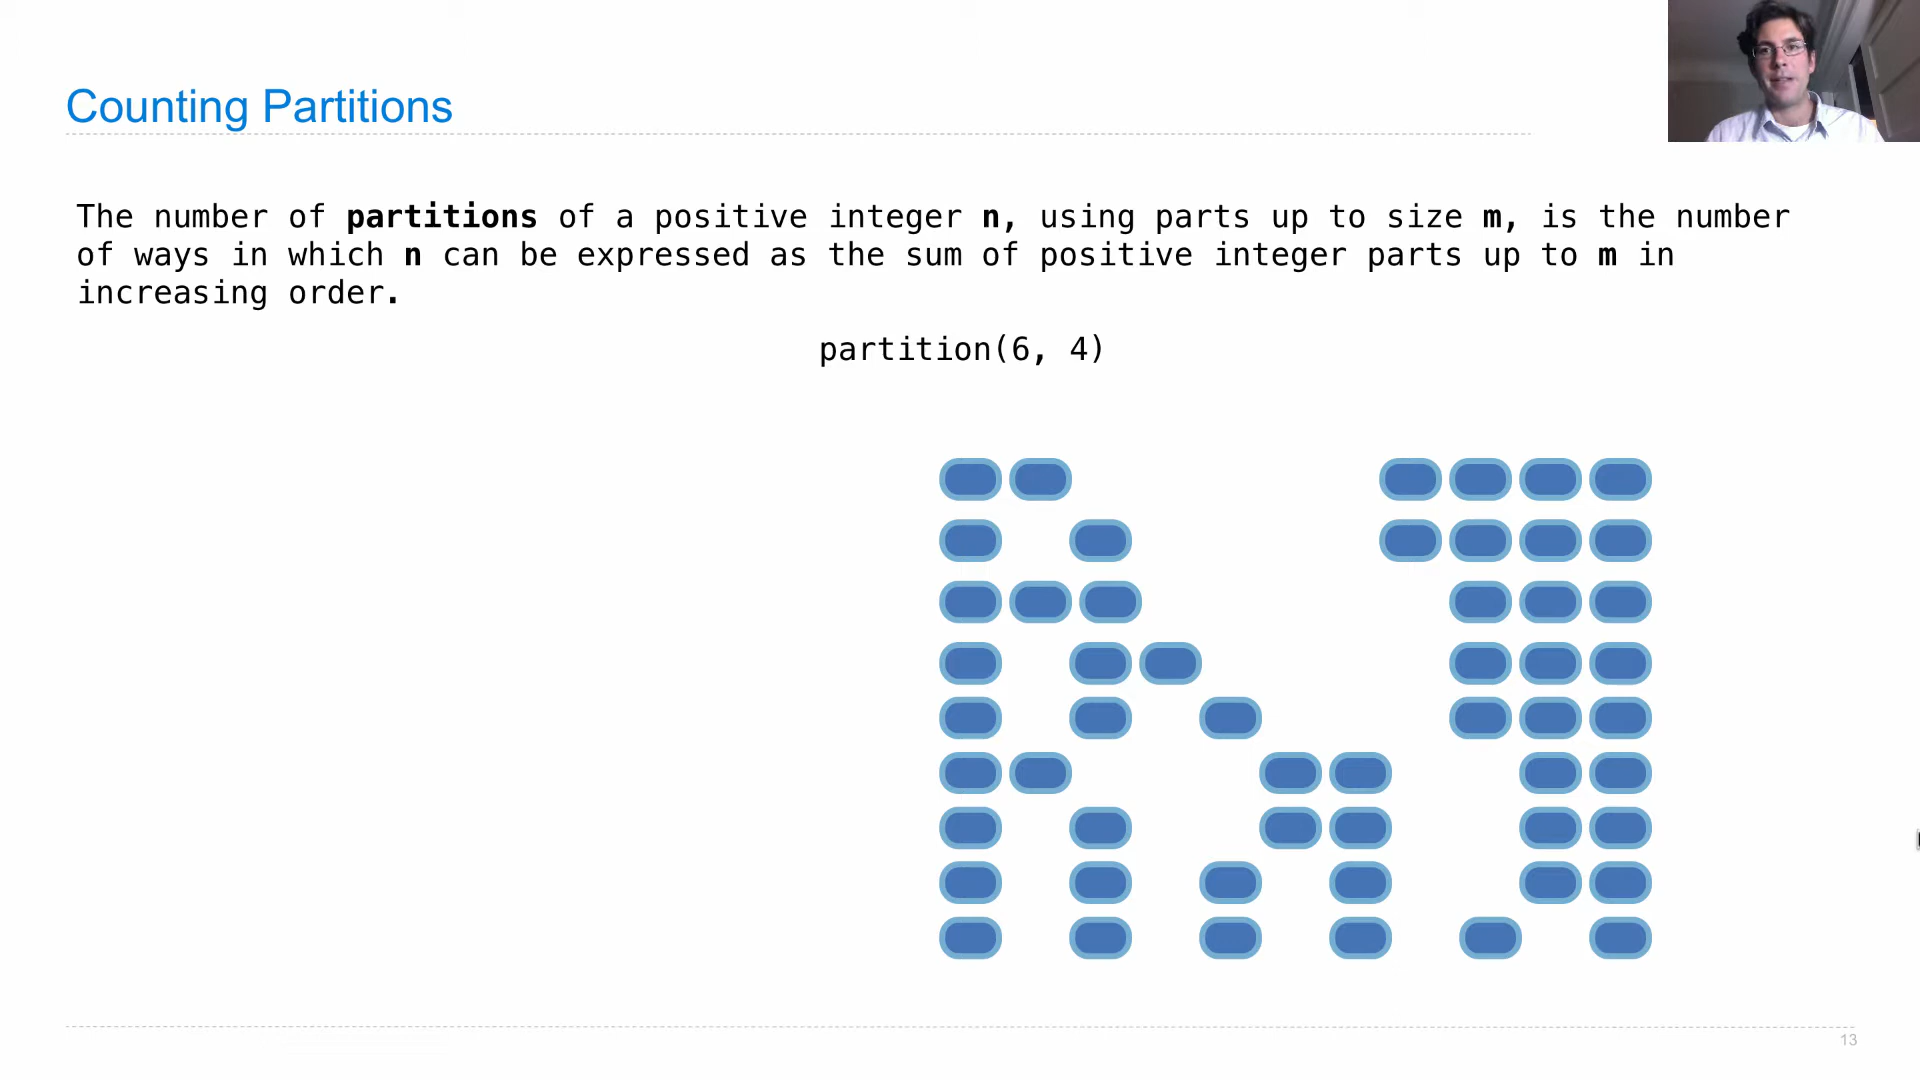 Counting Partitions
The number of partitions of a positive integer n, using parts up to size m, is the number
of ways in which n can be expressed as the sum of positive integer parts up to m in
increasing order.
partition(6, 4)
13